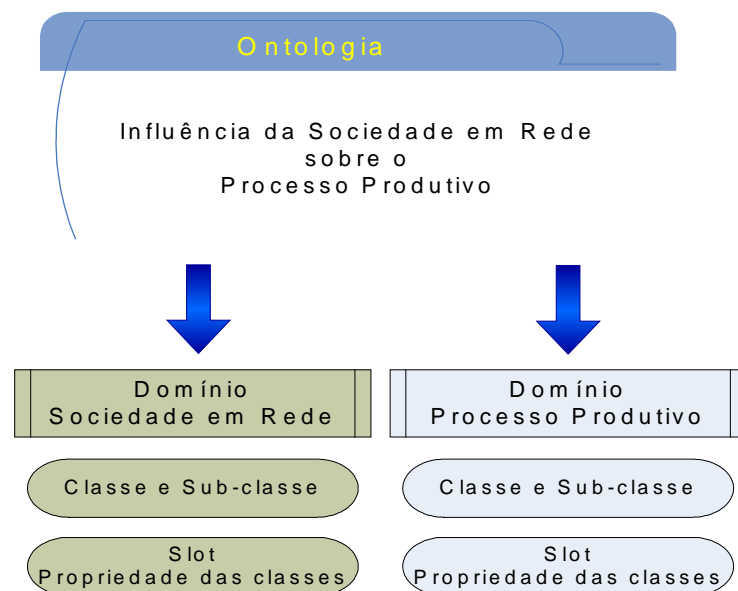 Ontologia
Influência da Sociedade em Rede
sobre o
Processo Produtivo
Domínio
Sociedade em Rede
Domínio
Processo Produtivo
Classe e Sub-classe
Classe e Sub-classe
Slot
Propriedade das classes
Slot
Propriedade das classes